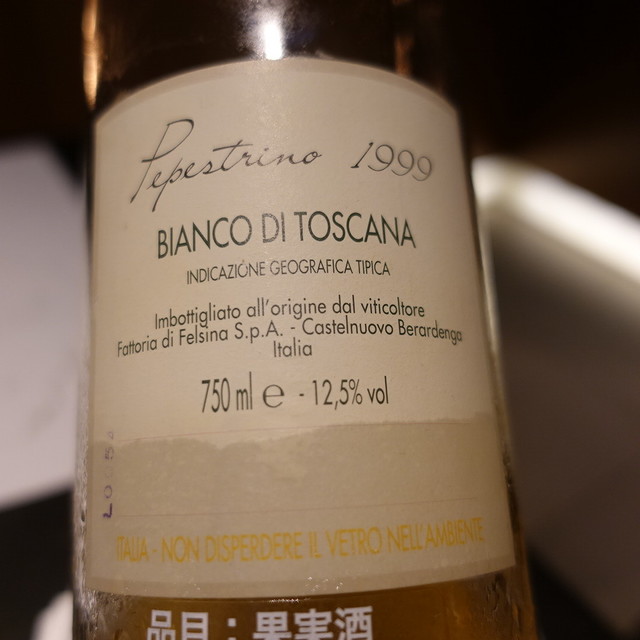 Pepestrino 1999
BIANCO DI TOSCANA
INDICAZIONE GEOGRAFICA TIPICA
Imbottigliato all'origine dal viticoltore
Fattoria di Felsina S.p.A. - Castelnuovo Berardenga
Italia
750 ml e - 12,5% vol
ITALIA - NON DISPERDERE IL VETRO NELL'AMBIENTE
品目：果実酒